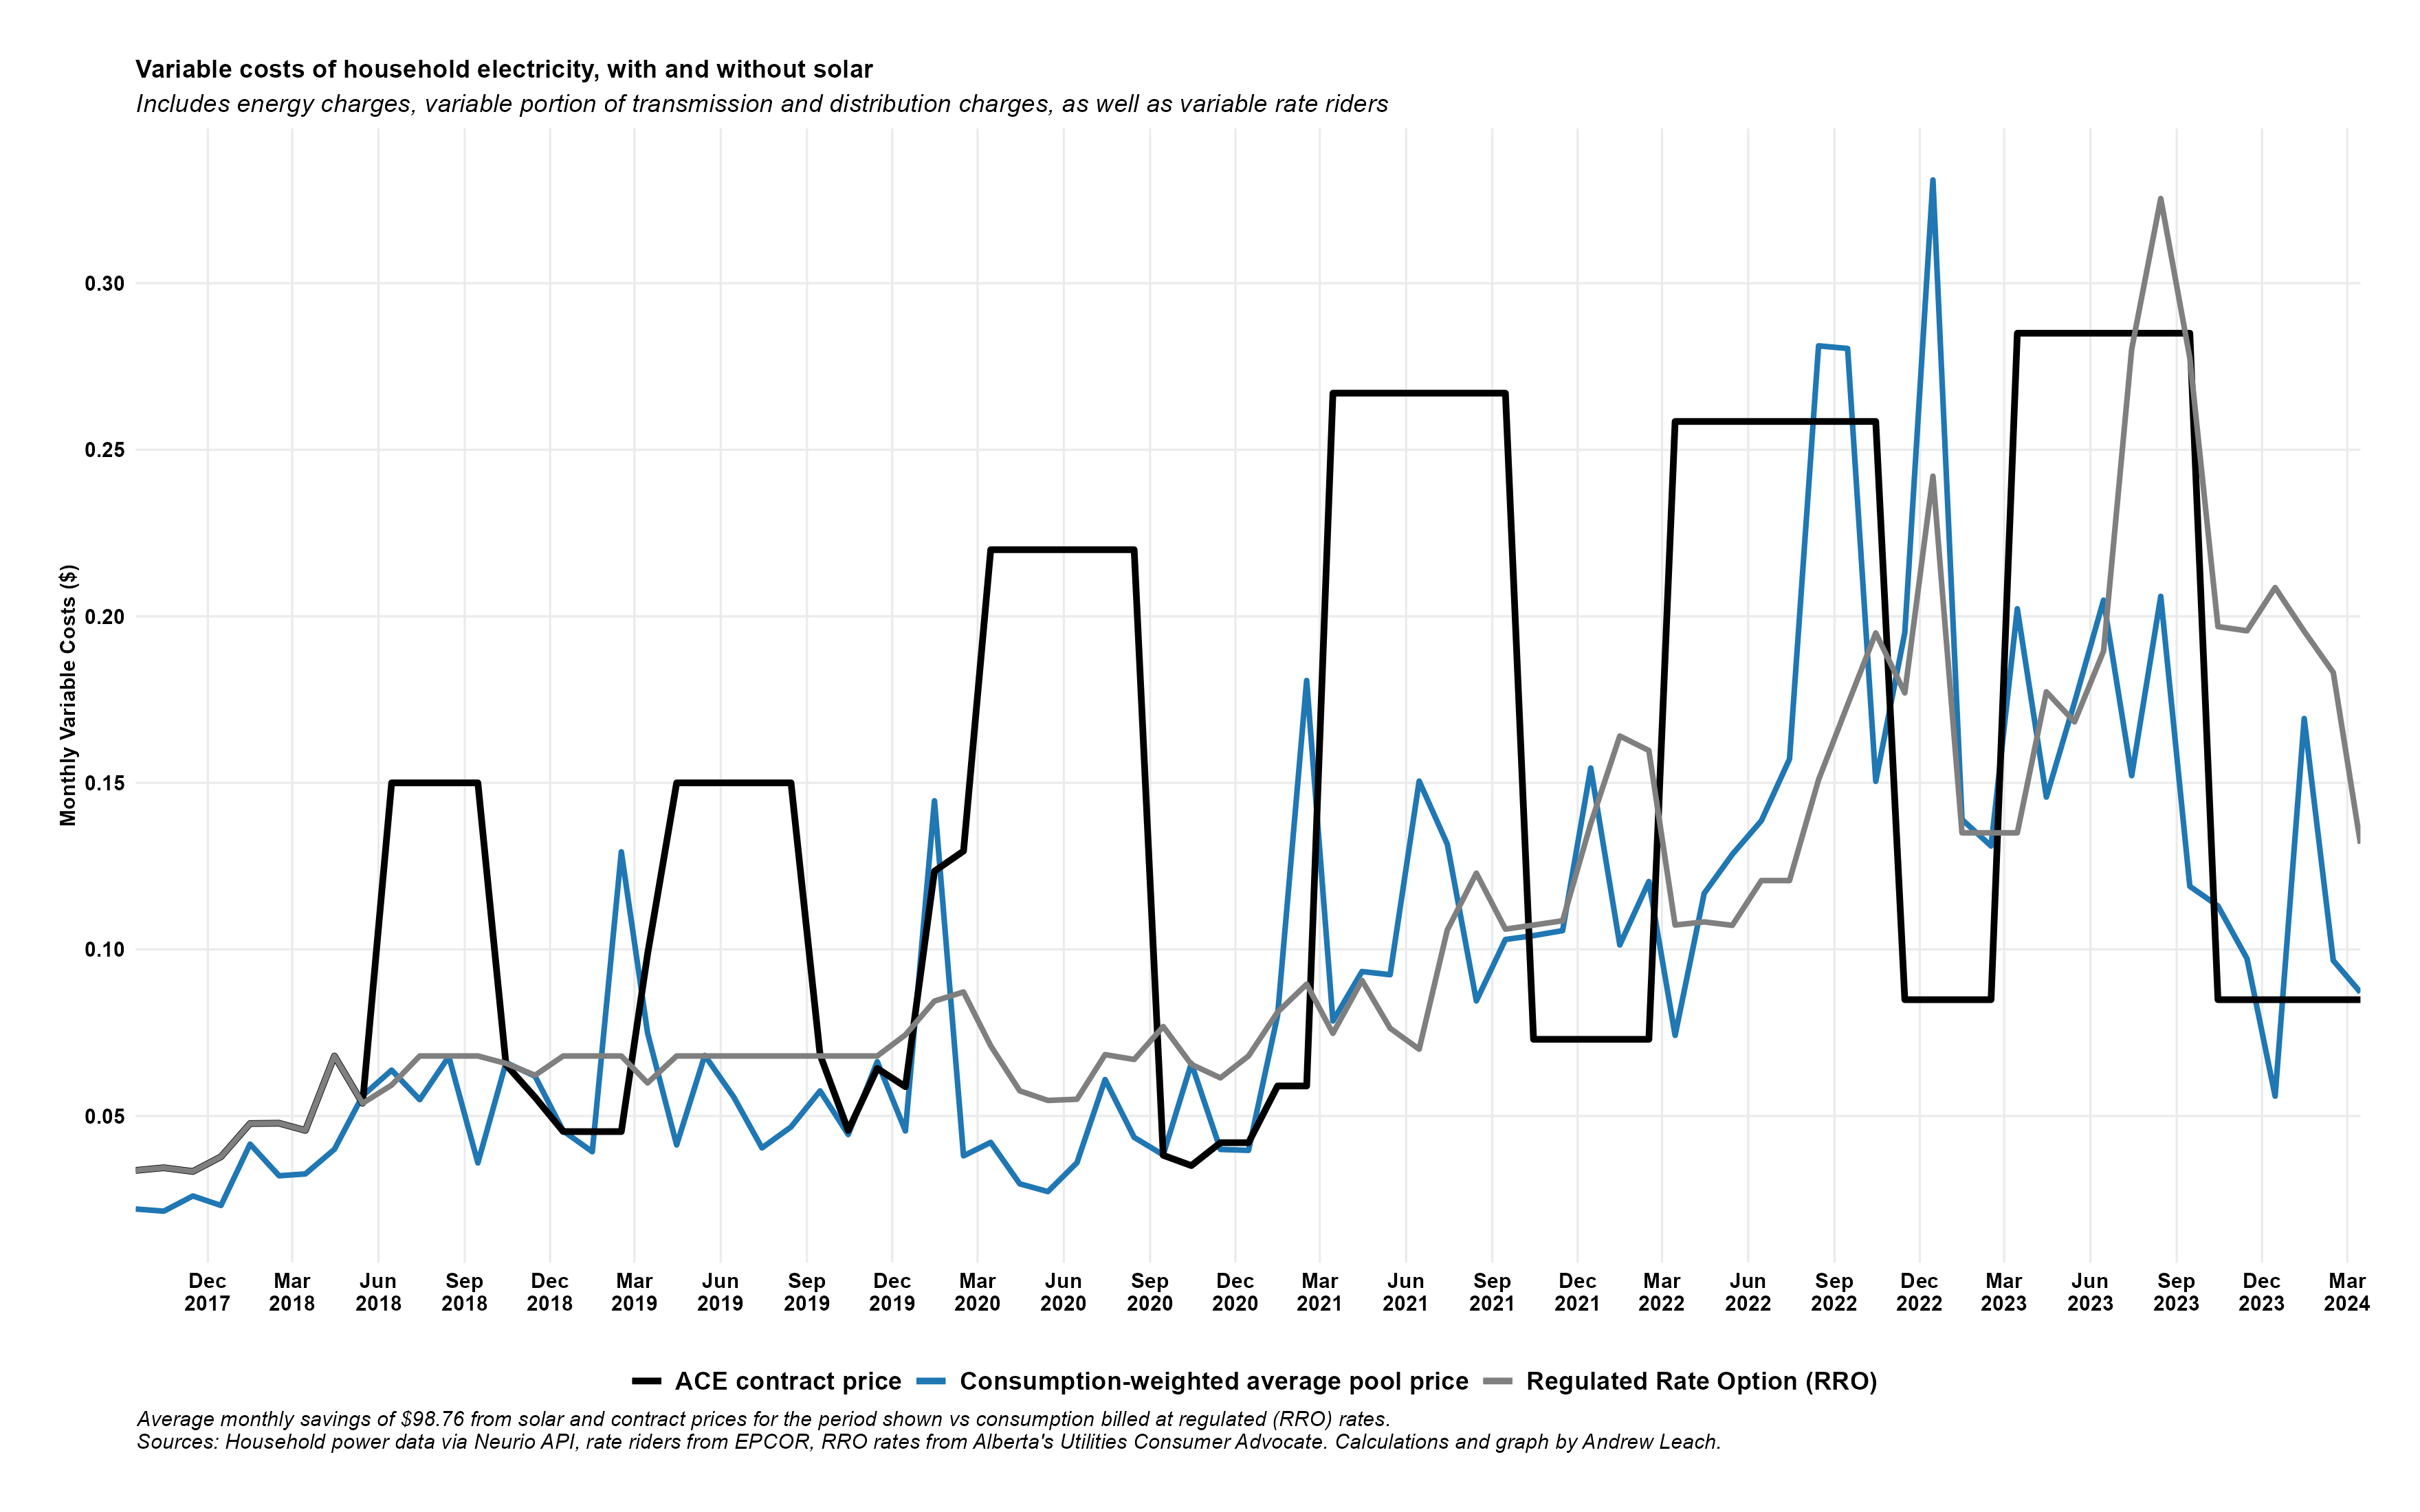 Variable costs of household electricity, with and without solar
Includes energy charges, variable portion of transmission and distribution charges, as well as variable rate riders
Monthly Variable Costs ($)
0.30
0.25
0.20
0.15
0.10
0.05
Dec Mar Jun Sep Dec Mar Jun Sep Dec Mar Jun Sep Dec Mar Jun Sep Dec Mar Jun Sep Dec Mar Jun Sep Dec Mar
2017 2018 2018 2018 2018 2019 2019 2019 2019 2020 2020 2020 2020 2021 2021 2021 2021 2022 2022 2022 2022 2023 2023 2023 2023 2024
ACE contract price Consumption-weighted average pool price Regulated Rate Option (RRO)
Average monthly savings of $98.76 from solar and contract prices for the period shown vs consumption billed at regulated (RRO) rates.
Sources: Household power data via Neurio API, rate riders from EPCOR, RRO rates from Alberta's Utilities Consumer Advocate. Calculations and graph by Andrew Leach.